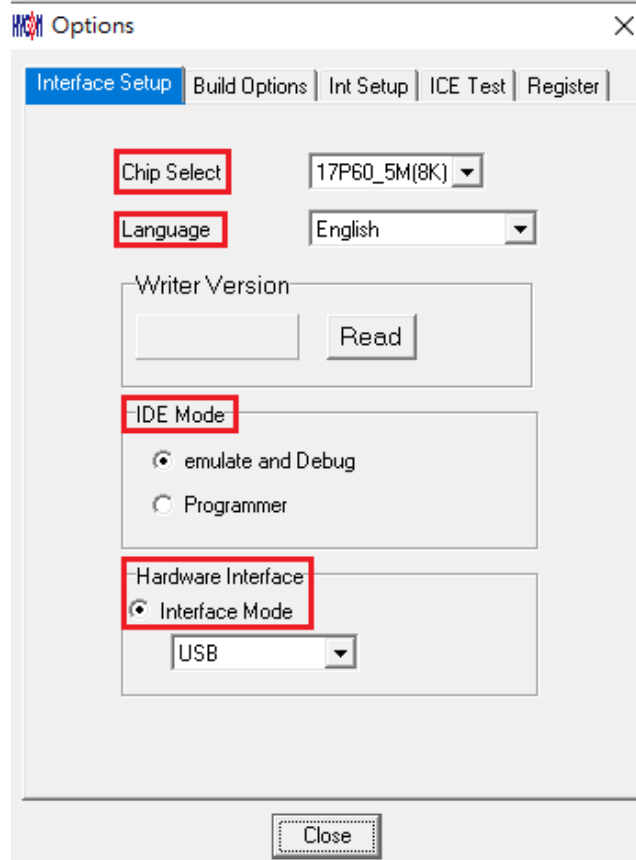 HYCON Options
Interface Setup Build Options Int Setup ICE Test Register
Chip Select 17P60_5M(8K)
Language English
Writer Version
Read
IDE Mode
emulate and Debug
Programmer
Hardware Interface
Interface Mode
USB
Close